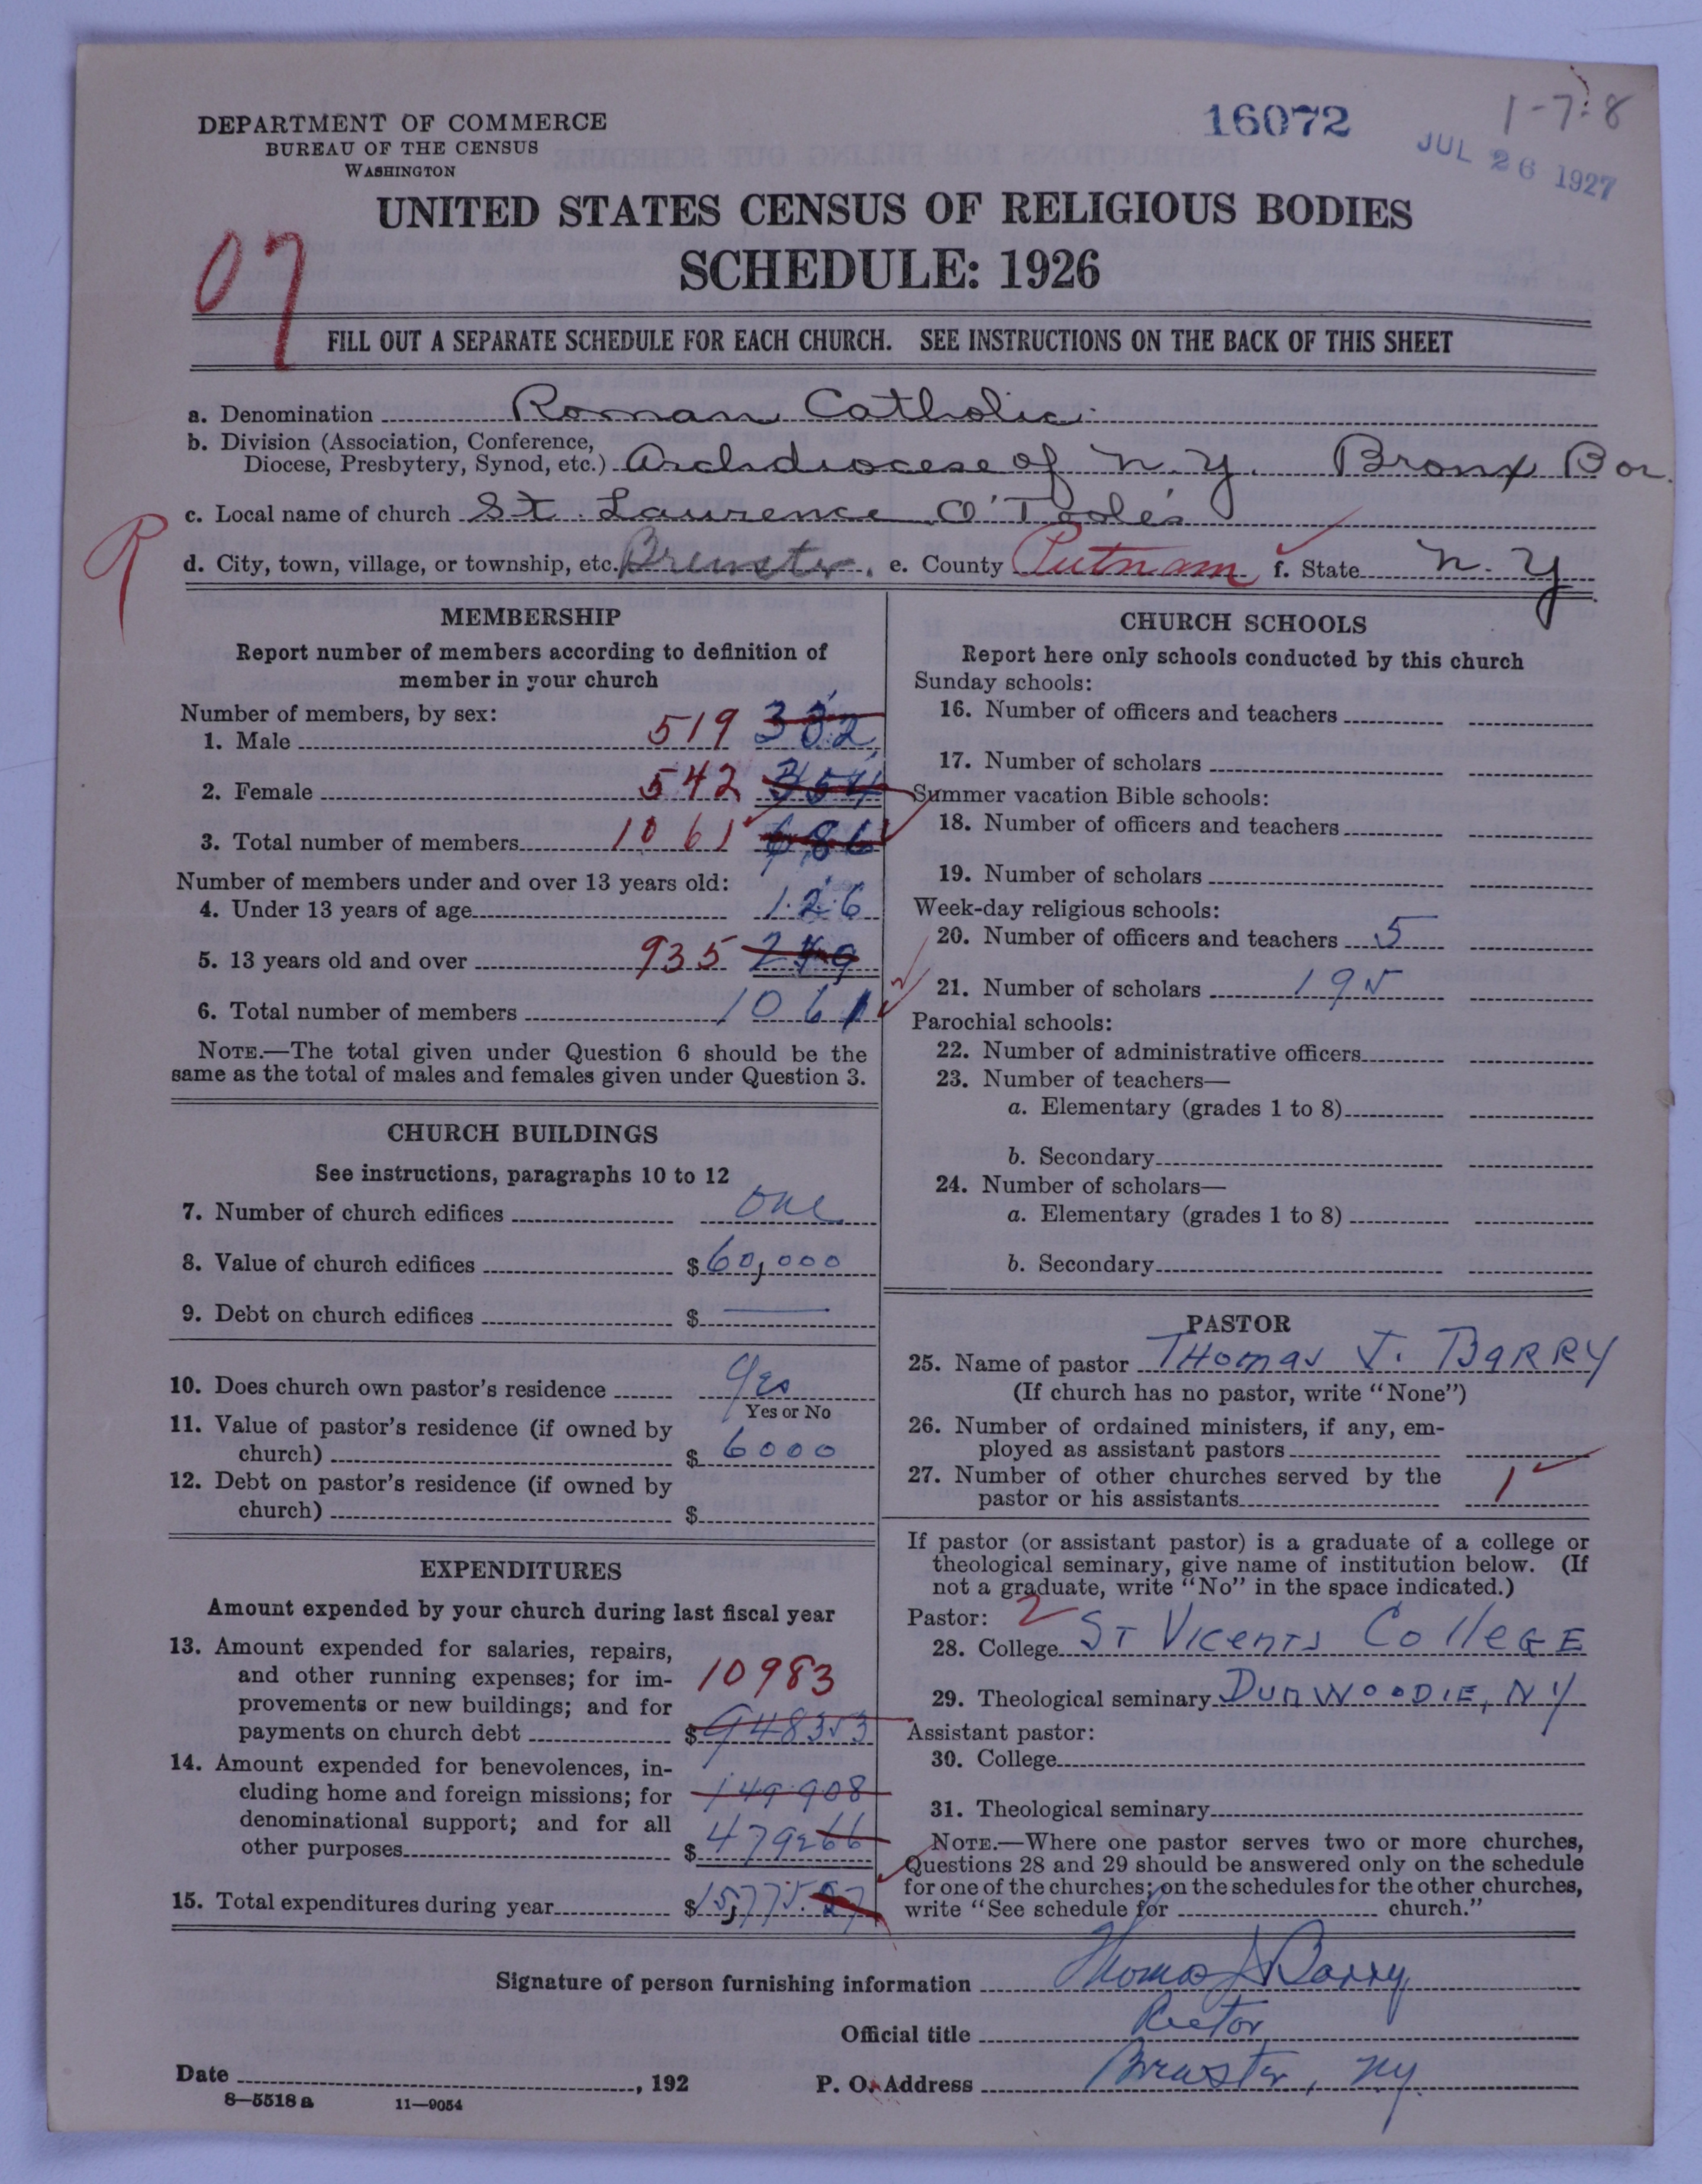 DEPARTMENT OF COMMERCE
BUREAU OF THE CENSUS
WASHINGTON
16072
1-7:8
JUL 26 1927
UNITED STATES CENSUS OF RELIGIOUS BODIES
SCHEDULE: 1926
07
FILL OUT A SEPARATE SCHEDULE FOR EACH CHURCH. SEE INSTRUCTIONS ON THE BACK OF THIS SHEET
a. Denomination Roman Catholic
b. Division (Association, Conference,
Diocese, Presbytery, Synod, etc.) Archdiocese of N.Y. Bronx Bor.
c. Local name of church St. Laurence O'Toole's
R
d. City, town, village, or township, etc. Brewster. e. County Putnam f. State N. Y
MEMBERSHIP
Report number of members according to definition of
member in your church
Number of members, by sex:
1. Male 519 332
2. Female 542 354
3. Total number of members 1061 686
Number of members under and over 13 years old:
4. Under 13 years of age 126
5. 13 years old and over 935 249
6. Total number of members 1061
NOTE.—The total given under Question 6 should be the
same as the total of males and females given under Question 3.
CHURCH BUILDINGS
See instructions, paragraphs 10 to 12
7. Number of church edifices one
8. Value of church edifices $60,000
9. Debt on church edifices $
10. Does church own pastor's residence Yes
Yes or No
11. Value of pastor's residence (if owned by
church) $ 6000
12. Debt on pastor's residence (if owned by
church) $
EXPENDITURES
Amount expended by your church during last fiscal year
13. Amount expended for salaries, repairs,
and other running expenses; for im-
provements or new buildings; and for
payments on church debt $ 10983 948353
14. Amount expended for benevolences, in-
cluding home and foreign missions; for
denominational support; and for all
other purposes $ 149908 479266
15. Total expenditures during year $15,775.27
CHURCH SCHOOLS
Report here only schools conducted by this church
Sunday schools:
16. Number of officers and teachers
17. Number of scholars
Summer vacation Bible schools:
18. Number of officers and teachers
19. Number of scholars
Week-day religious schools:
20. Number of officers and teachers 5
21. Number of scholars 195
Parochial schools:
22. Number of administrative officers
23. Number of teachers—
a. Elementary (grades 1 to 8)
b. Secondary
24. Number of scholars—
a. Elementary (grades 1 to 8)
b. Secondary
PASTOR
25. Name of pastor THomas J. BaRRY
(If church has no pastor, write "None")
26. Number of ordained ministers, if any, em-
ployed as assistant pastors
27. Number of other churches served by the
pastor or his assistants 1
If pastor (or assistant pastor) is a graduate of a college or
theological seminary, give name of institution below. (If
not a graduate, write "No" in the space indicated.)
Pastor: 2
28. College ST Vicents College
29. Theological seminary DunWOODIE, NY
Assistant pastor:
30. College
31. Theological seminary
NOTE.—Where one pastor serves two or more churches,
Questions 28 and 29 should be answered only on the schedule
for one of the churches; on the schedules for the other churches,
write "See schedule for church."
Signature of person furnishing information Thomas J Barry
Official title Rector
Date , 192
P. O. Address Brewster, NY.
8—5518 a 11—9054